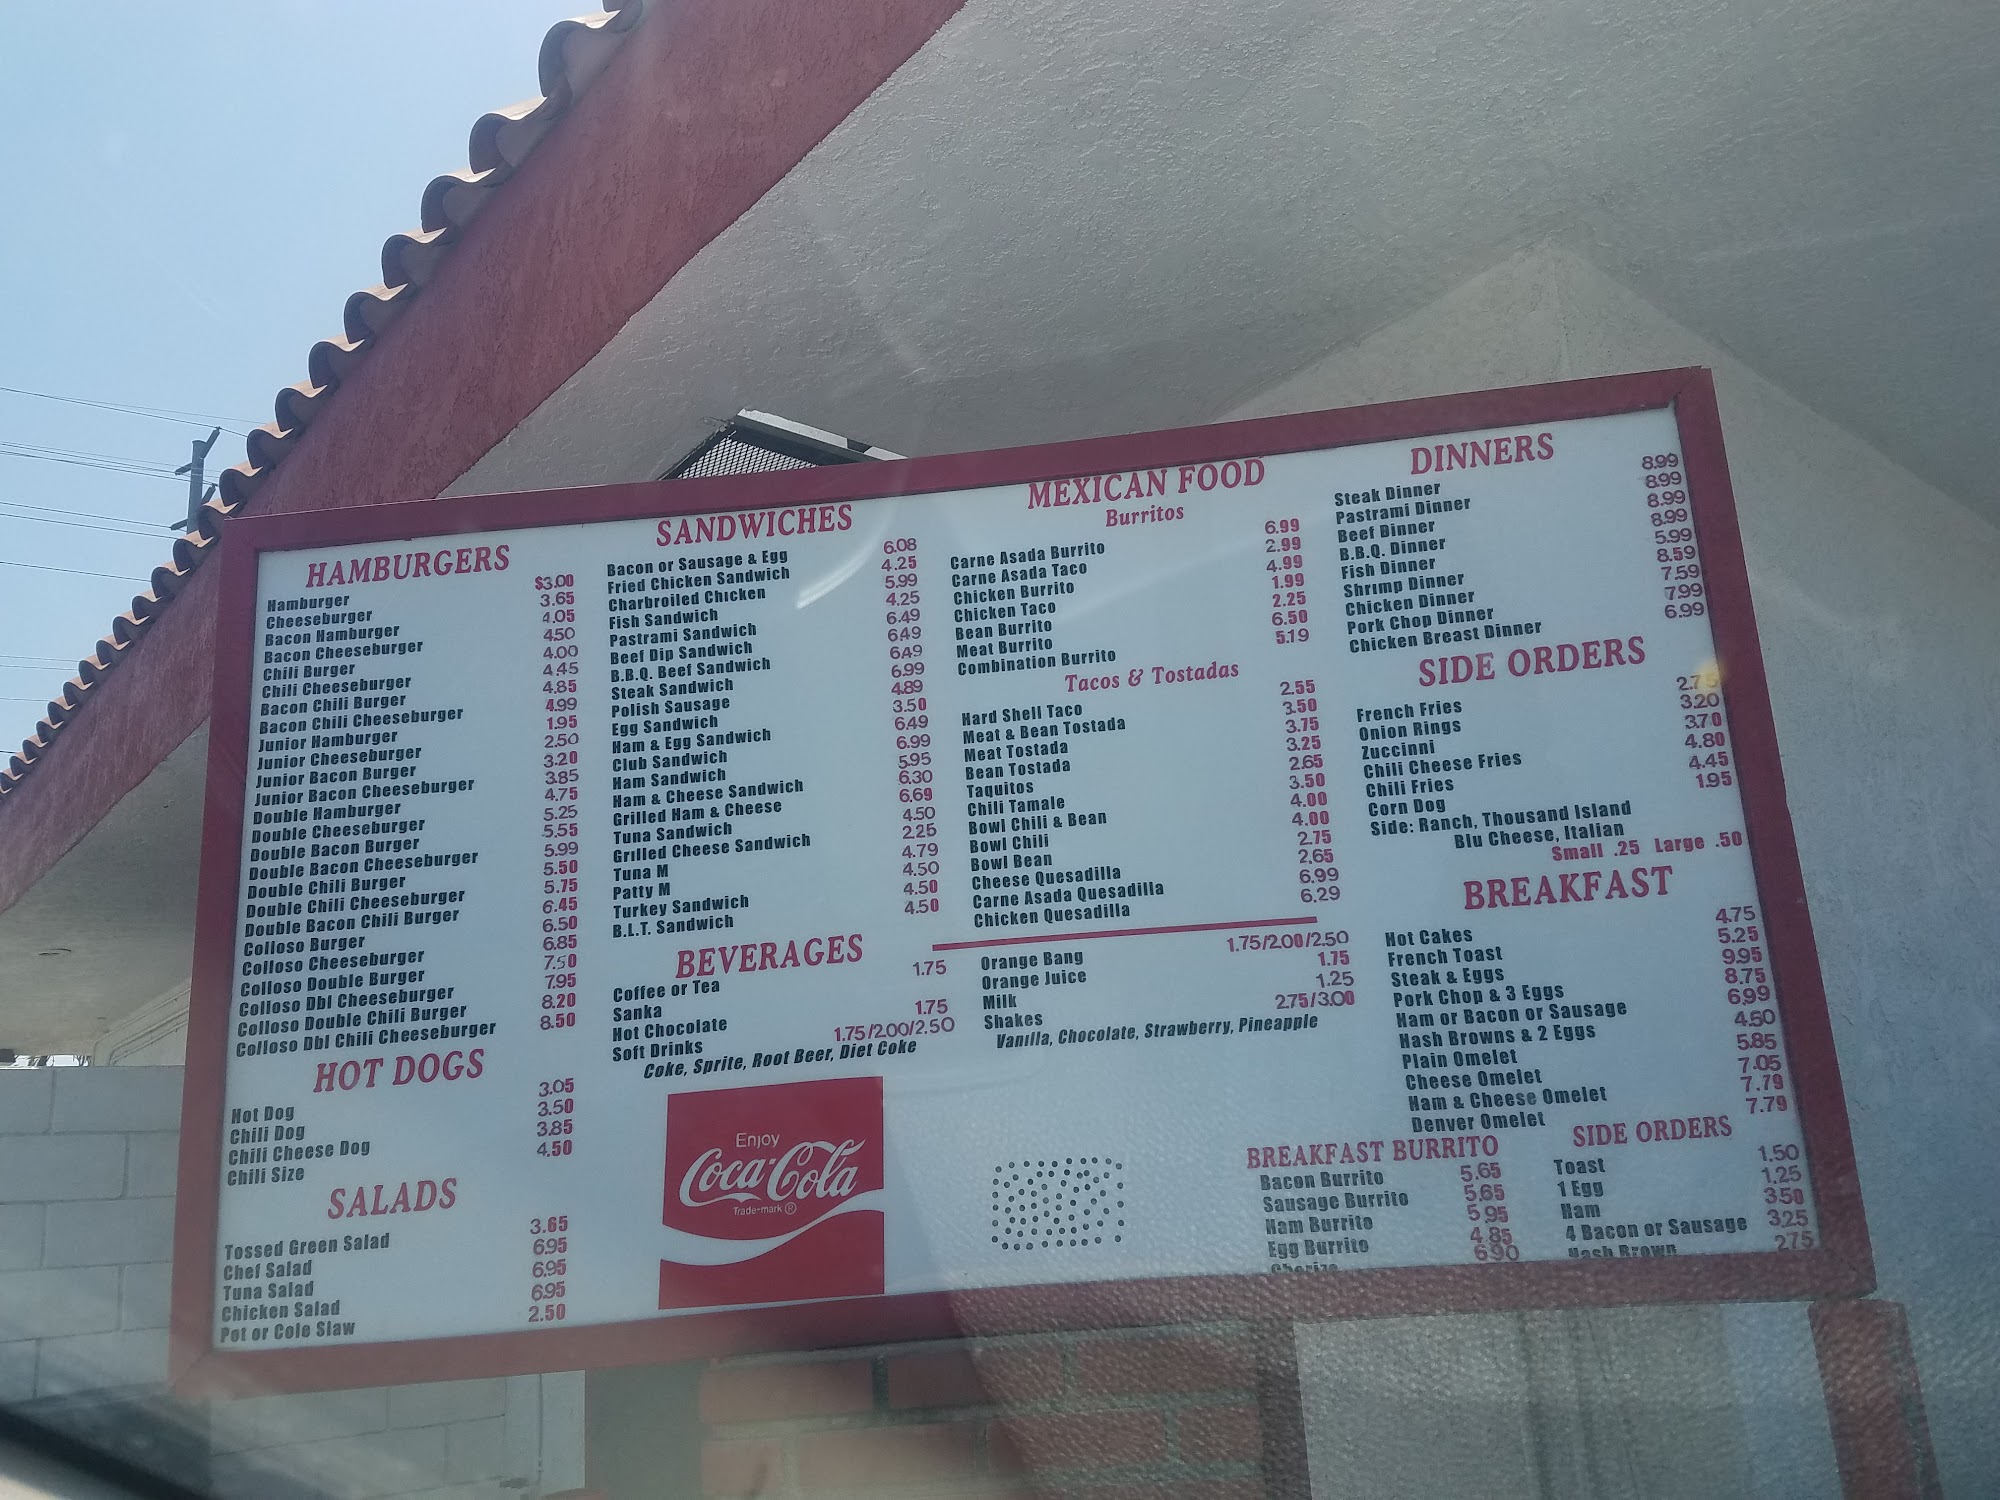 HAMBURGERS
Hamburger $3.00
Cheeseburger 3.65
Bacon Hamburger 4.05
Bacon Cheeseburger 4.50
Chili Burger 4.00
Chili Cheeseburger 4.45
Bacon Chili Burger 4.85
Bacon Chili Cheeseburger 4.99
Junior Hamburger 1.95
Junior Cheeseburger 2.50
Junior Bacon Burger 3.20
Junior Bacon Cheeseburger 3.85
Double Hamburger 4.75
Double Cheeseburger 5.25
Double Bacon Burger 5.55
Double Bacon Cheeseburger 5.99
Double Chili Burger 5.50
Double Chili Cheeseburger 5.75
Double Bacon Chili Burger 6.45
Colloso Burger 6.50
Colloso Cheeseburger 6.85
Colloso Double Burger 7.50
Colloso Dbl Cheeseburger 7.95
Colloso Double Chili Burger 8.20
Colloso Dbl Chili Cheeseburger 8.50
HOT DOGS
Hot Dog 3.05
Chili Dog 3.50
Chili Cheese Dog 3.85
Chili Size 4.50
SALADS
Tossed Green Salad 3.65
Chef Salad 6.95
Tuna Salad 6.95
Chicken Salad 6.95
Pot or Cole Slaw 2.50
SANDWICHES
Bacon or Sausage & Egg 6.08
Fried Chicken Sandwich 4.25
Charbroiled Chicken 5.99
Fish Sandwich 4.25
Pastrami Sandwich 6.49
Beef Dip Sandwich 6.49
B.B.Q. Beef Sandwich 6.49
Steak Sandwich 6.99
Polish Sausage 4.89
Egg Sandwich 3.50
Ham & Egg Sandwich 6.49
Club Sandwich 6.99
Ham Sandwich 5.95
Ham & Cheese Sandwich 6.30
Grilled Ham & Cheese 6.69
Tuna Sandwich 4.50
Grilled Cheese Sandwich 2.25
Tuna M 4.79
Patty M 4.50
Turkey Sandwich 4.50
B.L.T. Sandwich 4.50
BEVERAGES
Coffee or Tea 1.75
Sanka
Hot Chocolate 1.75
Soft Drinks 1.75/2.00/2.50
Coke, Sprite, Root Beer, Diet Coke
Enjoy
Coca-Cola
Trade-mark ®
MEXICAN FOOD
Burritos
Carne Asada Burrito 6.99
Carne Asada Taco 2.99
Chicken Burrito 4.99
Chicken Taco 1.99
Bean Burrito 2.25
Meat Burrito 6.50
Combination Burrito 5.19
Tacos & Tostadas
Hard Shell Taco 2.55
Meat & Bean Tostada 3.50
Meat Tostada 3.75
Bean Tostada 3.25
Taquitos 2.65
Chili Tamale 3.50
Bowl Chili & Bean 4.00
Bowl Chili 4.00
Bowl Bean 2.75
Cheese Quesadilla 2.65
Carne Asada Quesadilla 6.99
Chicken Quesadilla 6.29
Orange Bang 1.75/2.00/2.50
Orange Juice 1.75
Milk 1.25
Shakes 2.75/3.00
Vanilla, Chocolate, Strawberry, Pineapple
DINNERS
Steak Dinner 8.99
Pastrami Dinner 8.99
Beef Dinner 8.99
B.B.Q. Dinner 8.99
Fish Dinner 5.99
Shrimp Dinner 8.59
Chicken Dinner 7.59
Pork Chop Dinner 7.99
Chicken Breast Dinner 6.99
SIDE ORDERS
French Fries 2.75
Onion Rings 3.20
Zuccinni 3.70
Chili Cheese Fries 4.80
Chili Fries 4.45
Corn Dog 1.95
Side: Ranch, Thousand Island
Blu Cheese, Italian
Small .25 Large .50
BREAKFAST
Hot Cakes 4.75
French Toast 5.25
Steak & Eggs 9.95
Pork Chop & 3 Eggs 8.75
Ham or Bacon or Sausage 6.99
Hash Browns & 2 Eggs 4.50
Plain Omelet 5.85
Cheese Omelet 7.05
Ham & Cheese Omelet 7.79
Denver Omelet 7.79
BREAKFAST BURRITO
Bacon Burrito 5.65
Sausage Burrito 5.65
Ham Burrito 5.95
Egg Burrito 4.85
Chorizo 6.90
SIDE ORDERS
Toast 1.50
1 Egg 1.25
Ham 3.50
4 Bacon or Sausage 3.25
Hash Brown 2.75